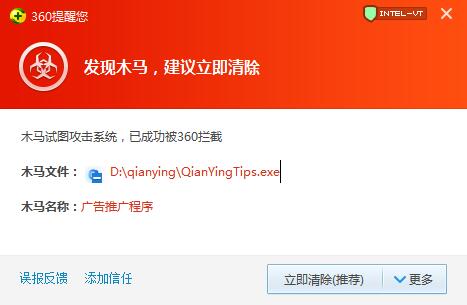 360提醒您
INTEL-VT
发现木马，建议立即清除
木马试图攻击系统，已成功被360拦截
木马文件： D:\qianying\QianYingTips.exe
木马名称：广告推广程序
误报反馈 添加信任
立即清除(推荐) 更多